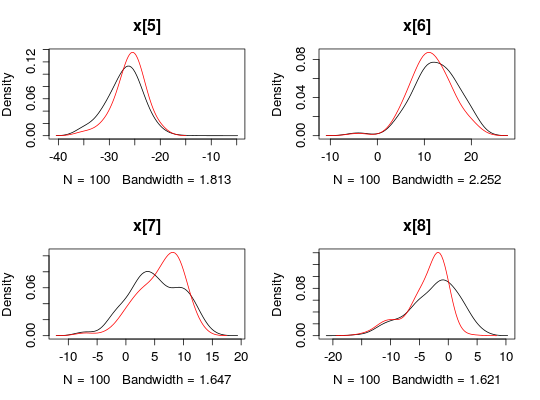 x[5]
x[6]
Density
0.00 0.06 0.12
-40 -30 -20 -10
N = 100 Bandwidth = 1.813
Density
0.00 0.04 0.08
-10 0 10 20
N = 100 Bandwidth = 2.252
x[7]
x[8]
Density
0.00 0.06
-10 -5 0 5 10 15 20
N = 100 Bandwidth = 1.647
Density
0.00 0.08
-20 -10 -5 0 5 10
N = 100 Bandwidth = 1.621